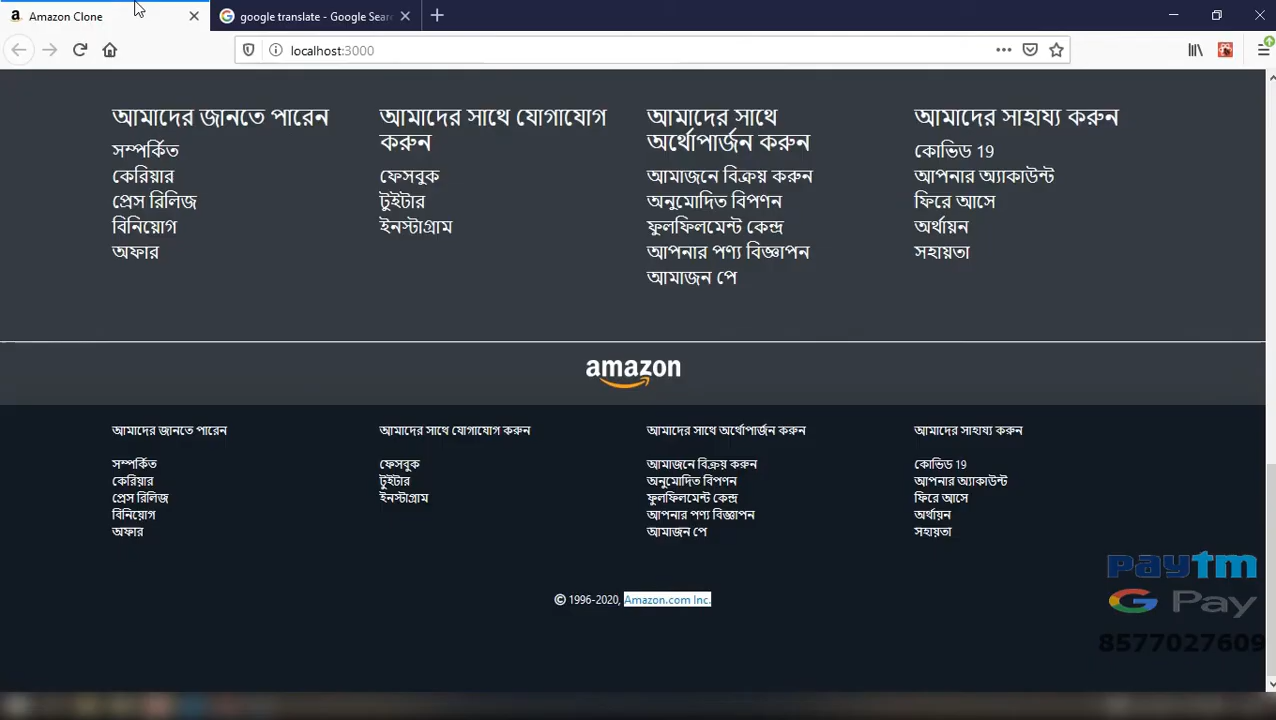 Amazon Clone
google translate - Google Sear
localhost:3000
আমাদের জানতে পারেন
সম্পর্কিত
কেরিয়ার
প্রেস রিলিজ
বিনিয়োগ
অফার
আমাদের সাথে যোগাযোগ
করুন
ফেসবুক
টুইটার
ইনস্টাগ্রাম
আমাদের সাথে
অর্থোপার্জন করুন
আমাজনে বিক্রয় করুন
অনুমোদিত বিপণন
ফুলফিলমেন্ট কেন্দ্র
আপনার পণ্য বিজ্ঞাপন
আমাজন পে
আমাদের সাহায্য করুন
কোভিড 19
আপনার অ্যাকাউন্ট
ফিরে আসে
অর্থায়ন
সহায়তা
amazon
আমাদের জানতে পারেন
সম্পর্কিত
কেরিয়ার
প্রেস রিলিজ
বিনিয়োগ
অফার
আমাদের সাথে যোগাযোগ করুন
ফেসবুক
টুইটার
ইনস্টাগ্রাম
আমাদের সাথে অর্থোপার্জন করুন
আমাজনে বিক্রয় করুন
অনুমোদিত বিপণন
ফুলফিলমেন্ট কেন্দ্র
আপনার পণ্য বিজ্ঞাপন
আমাজন পে
আমাদের সাহায্য করুন
কোভিড 19
আপনার অ্যাকাউন্ট
ফিরে আসে
অর্থায়ন
সহায়তা
© 1996-2020, Amazon.com Inc.
paytm
G Pay
8577027609